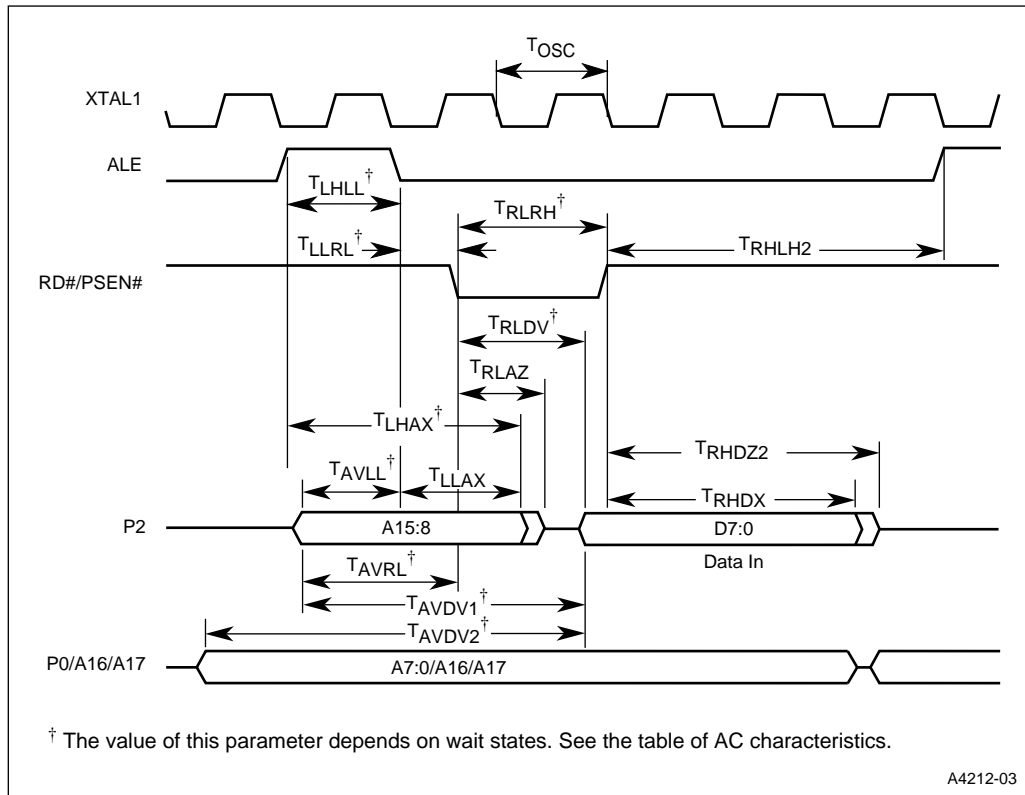 TOSC
XTAL1
ALE
TLHLL†
TRLRH†
TLLRL†
TRHLH2
RD#/PSEN#
TRLDV†
TRLAZ
TLHAX†
TRHDZ2
TAVLL†
TLLAX
TRHDX
P2
A15:8
D7:0
Data In
TAVRL†
TAVDV1†
TAVDV2†
P0/A16/A17
A7:0/A16/A17
† The value of this parameter depends on wait states. See the table of AC characteristics.
A4212-03